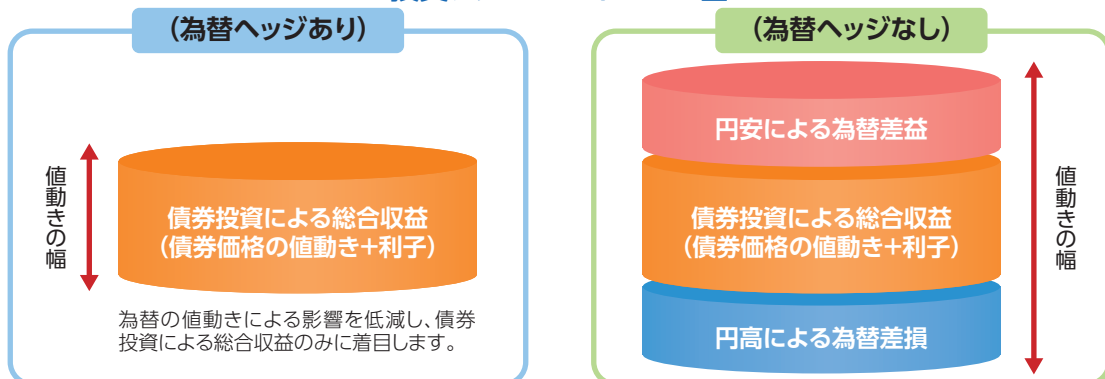 (為替ヘッジあり)
値動きの幅
債券投資による総合収益
(債券価格の値動き+利子)
為替の値動きによる影響を低減し、債券
投資による総合収益のみに着目します。
(為替ヘッジなし)
円安による為替差益
債券投資による総合収益
(債券価格の値動き+利子)
円高による為替差損
値動きの幅